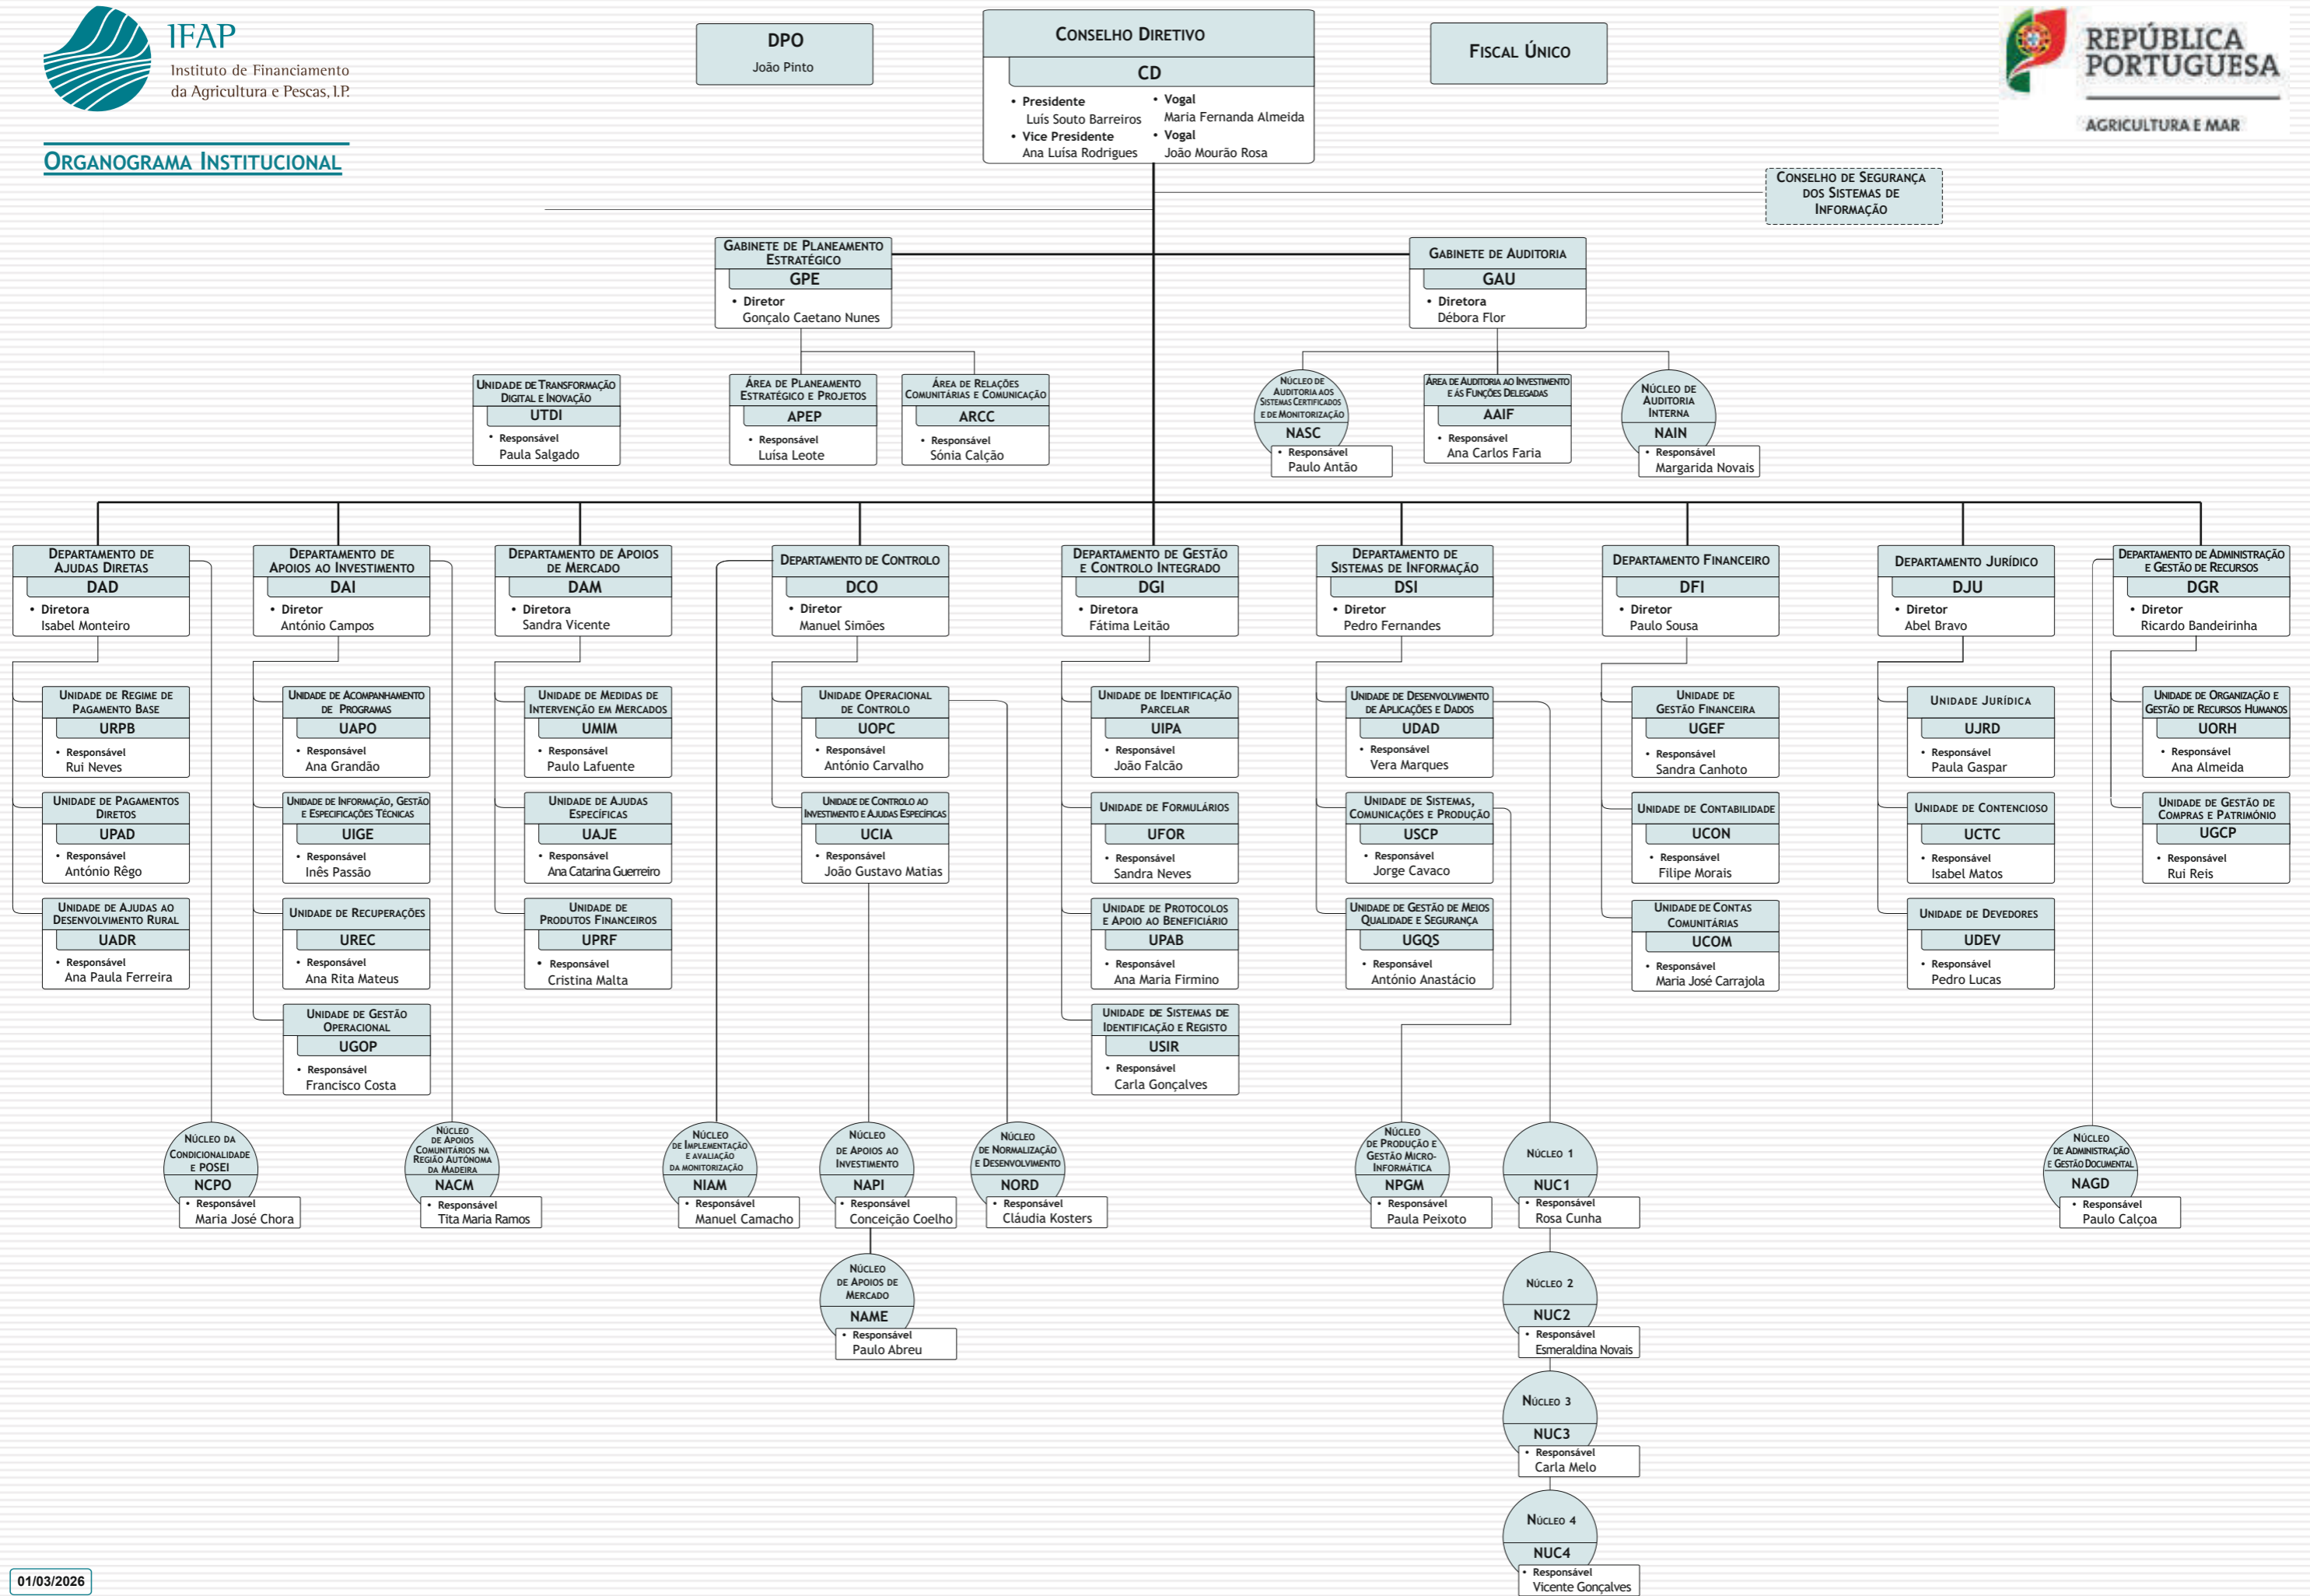 IFAP
Instituto de Financiamento
da Agricultura e Pescas, I.P.
ORGANOGRAMA INSTITUCIONAL
DPO
João Pinto
CONSELHO DIRETIVO
CD
• Presidente
Luís Souto Barreiros
• Vice Presidente
Ana Luísa Rodrigues
• Vogal
Maria Fernanda Almeida
• Vogal
João Mourão Rosa
FISCAL ÚNICO
REPÚBLICA
PORTUGUESA
AGRICULTURA E MAR
CONSELHO DE SEGURANÇA
DOS SISTEMAS DE
INFORMAÇÃO
GABINETE DE PLANEAMENTO
ESTRATÉGICO
GPE
• Diretor
Gonçalo Caetano Nunes
GABINETE DE AUDITORIA
GAU
• Diretora
Débora Flor
UNIDADE DE TRANSFORMAÇÃO
DIGITAL E INOVAÇÃO
UTDI
• Responsável
Paula Salgado
ÁREA DE PLANEAMENTO
ESTRATÉGICO E PROJETOS
APEP
• Responsável
Luísa Leote
ÁREA DE RELAÇÕES
COMUNITÁRIAS E COMUNICAÇÃO
ARCC
• Responsável
Sónia Calção
NÚCLEO DE
AUDITORIA AOS
SISTEMAS CERTIFICADOS
E DE MONITORIZAÇÃO
NASC
• Responsável
Paulo Antão
ÁREA DE AUDITORIA AO INVESTIMENTO
E ÀS FUNÇÕES DELEGADAS
AAIF
• Responsável
Ana Carlos Faria
NÚCLEO DE
AUDITORIA
INTERNA
NAIN
• Responsável
Margarida Novais
DEPARTAMENTO DE
AJUDAS DIRETAS
DAD
• Diretora
Isabel Monteiro
DEPARTAMENTO DE
APOIOS AO INVESTIMENTO
DAI
• Diretor
António Campos
DEPARTAMENTO DE APOIOS
DE MERCADO
DAM
• Diretora
Sandra Vicente
DEPARTAMENTO DE CONTROLO
DCO
• Diretor
Manuel Simões
DEPARTAMENTO DE GESTÃO
E CONTROLO INTEGRADO
DGI
• Diretora
Fátima Leitão
DEPARTAMENTO DE
SISTEMAS DE INFORMAÇÃO
DSI
• Diretor
Pedro Fernandes
DEPARTAMENTO FINANCEIRO
DFI
• Diretor
Paulo Sousa
DEPARTAMENTO JURÍDICO
DJU
• Diretor
Abel Bravo
DEPARTAMENTO DE ADMINISTRAÇÃO
E GESTÃO DE RECURSOS
DGR
• Diretor
Ricardo Bandeirinha
UNIDADE DE REGIME DE
PAGAMENTO BASE
URPB
• Responsável
Rui Neves
UNIDADE DE ACOMPANHAMENTO
DE PROGRAMAS
UAPO
• Responsável
Ana Grandão
UNIDADE DE MEDIDAS DE
INTERVENÇÃO EM MERCADOS
UMIM
• Responsável
Paulo Lafuente
UNIDADE OPERACIONAL
DE CONTROLO
UOPC
• Responsável
António Carvalho
UNIDADE DE IDENTIFICAÇÃO
PARCELAR
UIPA
• Responsável
João Falcão
UNIDADE DE DESENVOLVIMENTO
DE APLICAÇÕES E DADOS
UDAD
• Responsável
Vera Marques
UNIDADE DE
GESTÃO FINANCEIRA
UGEF
• Responsável
Sandra Canhoto
UNIDADE JURÍDICA
UJRD
• Responsável
Paula Gaspar
UNIDADE DE ORGANIZAÇÃO E
GESTÃO DE RECURSOS HUMANOS
UORH
• Responsável
Ana Almeida
UNIDADE DE PAGAMENTOS
DIRETOS
UPAD
• Responsável
António Rêgo
UNIDADE DE INFORMAÇÃO, GESTÃO
E ESPECIFICAÇÕES TÉCNICAS
UIGE
• Responsável
Inês Passão
UNIDADE DE AJUDAS
ESPECÍFICAS
UAJE
• Responsável
Ana Catarina Guerreiro
UNIDADE DE CONTROLO AO
INVESTIMENTO E AJUDAS ESPECÍFICAS
UCIA
• Responsável
João Gustavo Matias
UNIDADE DE FORMULÁRIOS
UFOR
• Responsável
Sandra Neves
UNIDADE DE SISTEMAS,
COMUNICAÇÕES E PRODUÇÃO
USCP
• Responsável
Jorge Cavaco
UNIDADE DE CONTABILIDADE
UCON
• Responsável
Filipe Morais
UNIDADE DE CONTENCIOSO
UCTC
• Responsável
Isabel Matos
UNIDADE DE GESTÃO DE
COMPRAS E PATRIMÓNIO
UGCP
• Responsável
Rui Reis
UNIDADE DE AJUDAS AO
DESENVOLVIMENTO RURAL
UADR
• Responsável
Ana Paula Ferreira
UNIDADE DE RECUPERAÇÕES
UREC
• Responsável
Ana Rita Mateus
UNIDADE DE
PRODUTOS FINANCEIROS
UPRF
• Responsável
Cristina Malta
UNIDADE DE PROTOCOLOS
E APOIO AO BENEFICIÁRIO
UPAB
• Responsável
Ana Maria Firmino
UNIDADE DE GESTÃO DE MEIOS
QUALIDADE E SEGURANÇA
UGQS
• Responsável
António Anastácio
UNIDADE DE CONTAS
COMUNITÁRIAS
UCOM
• Responsável
Maria José Carrajola
UNIDADE DE DEVEDORES
UDEV
• Responsável
Pedro Lucas
UNIDADE DE GESTÃO
OPERACIONAL
UGOP
• Responsável
Francisco Costa
UNIDADE DE SISTEMAS DE
IDENTIFICAÇÃO E REGISTO
USIR
• Responsável
Carla Gonçalves
NÚCLEO DA
CONDICIONALIDADE
E POSEI
NCPO
• Responsável
Maria José Chora
NÚCLEO
DE APOIOS
COMUNITÁRIOS NA
REGIÃO AUTÓNOMA
DA MADEIRA
NACM
• Responsável
Tita Maria Ramos
NÚCLEO
DE IMPLEMENTAÇÃO
E AVALIAÇÃO
DA MONITORIZAÇÃO
NIAM
• Responsável
Manuel Camacho
NÚCLEO
DE APOIOS AO
INVESTIMENTO
NAPI
• Responsável
Conceição Coelho
NÚCLEO
DE NORMALIZAÇÃO
E DESENVOLVIMENTO
NORD
• Responsável
Cláudia Kosters
NÚCLEO
DE PRODUÇÃO E
GESTÃO MICRO-
INFORMÁTICA
NPGM
• Responsável
Paula Peixoto
NÚCLEO 1
NUC1
• Responsável
Rosa Cunha
NÚCLEO
DE ADMINISTRAÇÃO
E GESTÃO DOCUMENTAL
NAGD
• Responsável
Paulo Calçoa
NÚCLEO
DE APOIOS DE
MERCADO
NAME
• Responsável
Paulo Abreu
NÚCLEO 2
NUC2
• Responsável
Esmeraldina Novais
NÚCLEO 3
NUC3
• Responsável
Carla Melo
NÚCLEO 4
NUC4
• Responsável
Vicente Gonçalves
01/03/2026